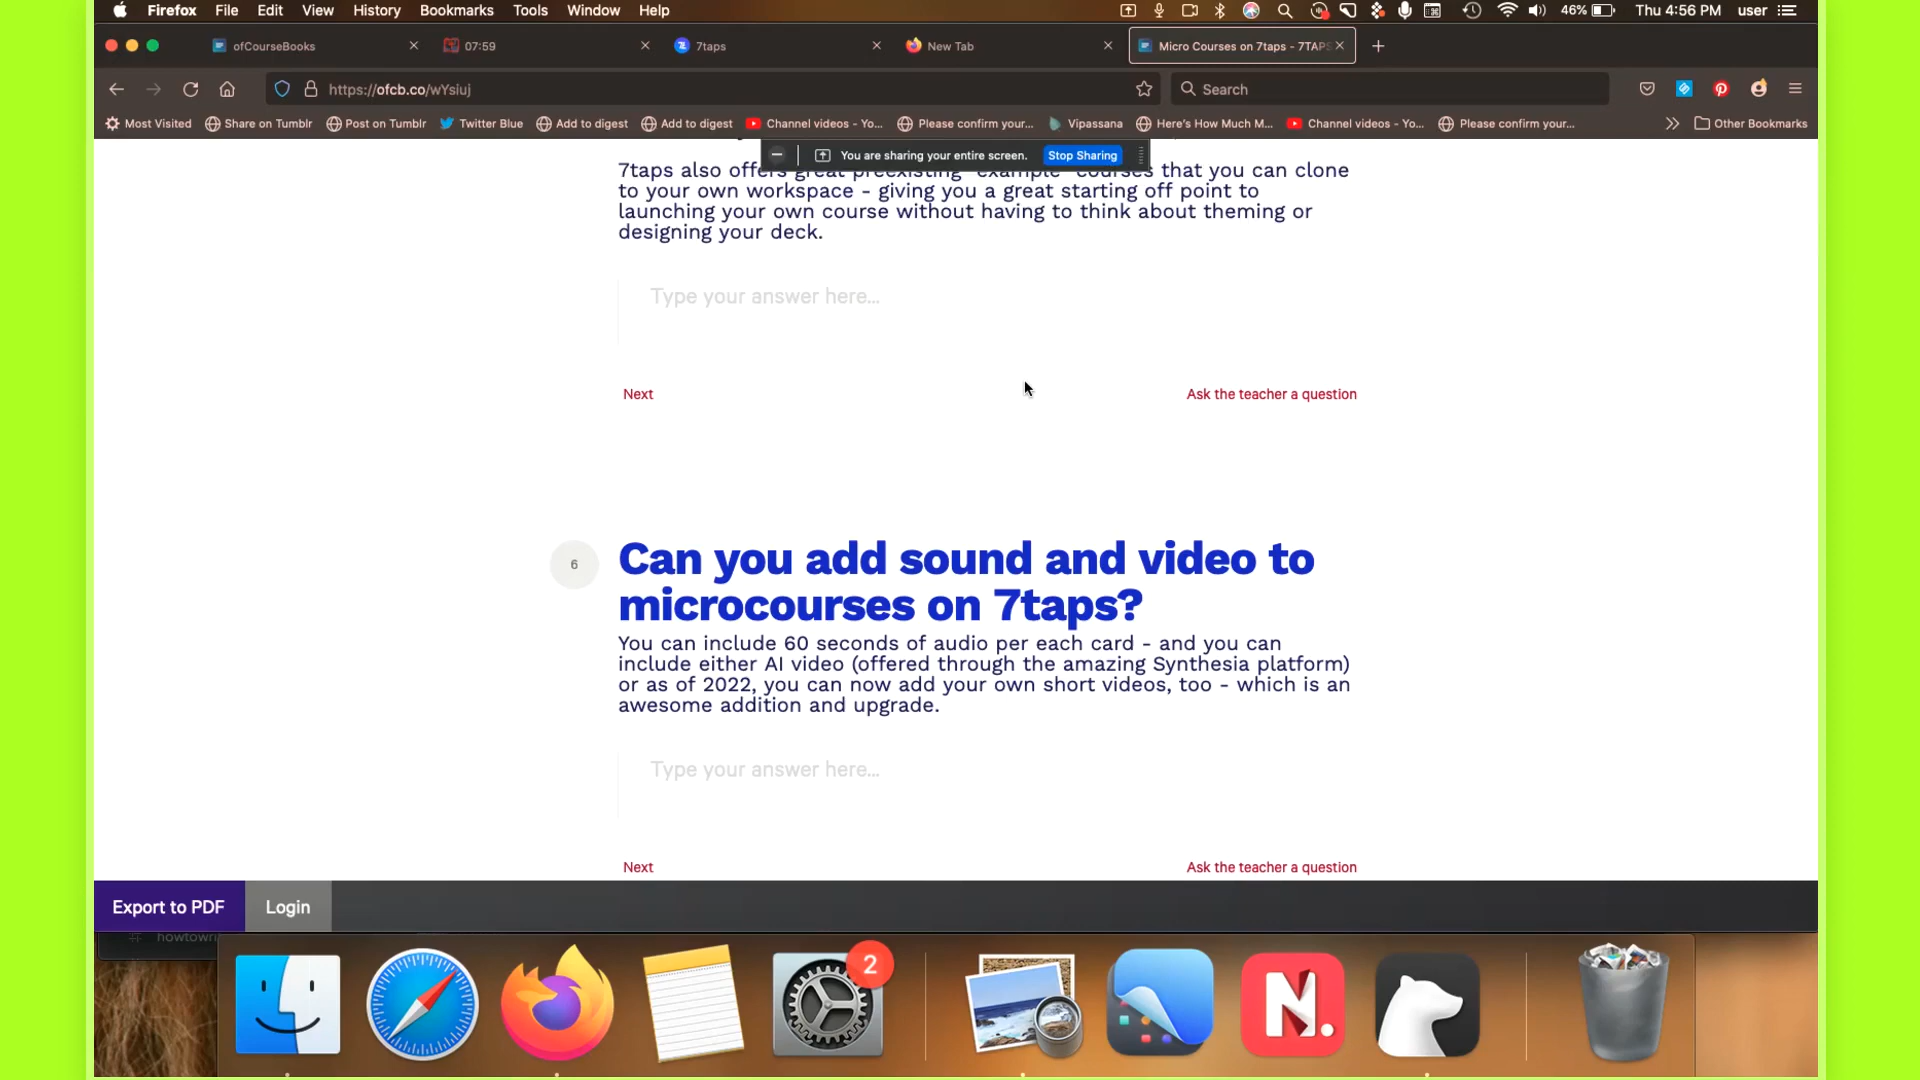 Firefox File Edit View History Bookmarks Tools Window Help 46% Thu 4:56 PM user
ofCourseBooks 07:59 7taps New Tab Micro Courses on 7taps - 7TAPS
https://ofcb.co/wYsiuj Search
Most Visited Share on Tumblr Post on Tumblr Twitter Blue Add to digest Add to digest Channel videos - Yo... Please confirm your... Vipassana Here's How Much M... Channel videos - Yo... Please confirm your... Other Bookmarks
You are sharing your entire screen. Stop Sharing
7taps also offers great preexisting "example" courses that you can clone
to your own workspace - giving you a great starting off point to
launching your own course without having to think about theming or
designing your deck.
Type your answer here...
Next Ask the teacher a question
6
Can you add sound and video to
microcourses on 7taps?
You can include 60 seconds of audio per each card - and you can
include either AI video (offered through the amazing Synthesia platform)
or as of 2022, you can now add your own short videos, too - which is an
awesome addition and upgrade.
Type your answer here...
Next Ask the teacher a question
Export to PDF Login
# howtowri
2
N.